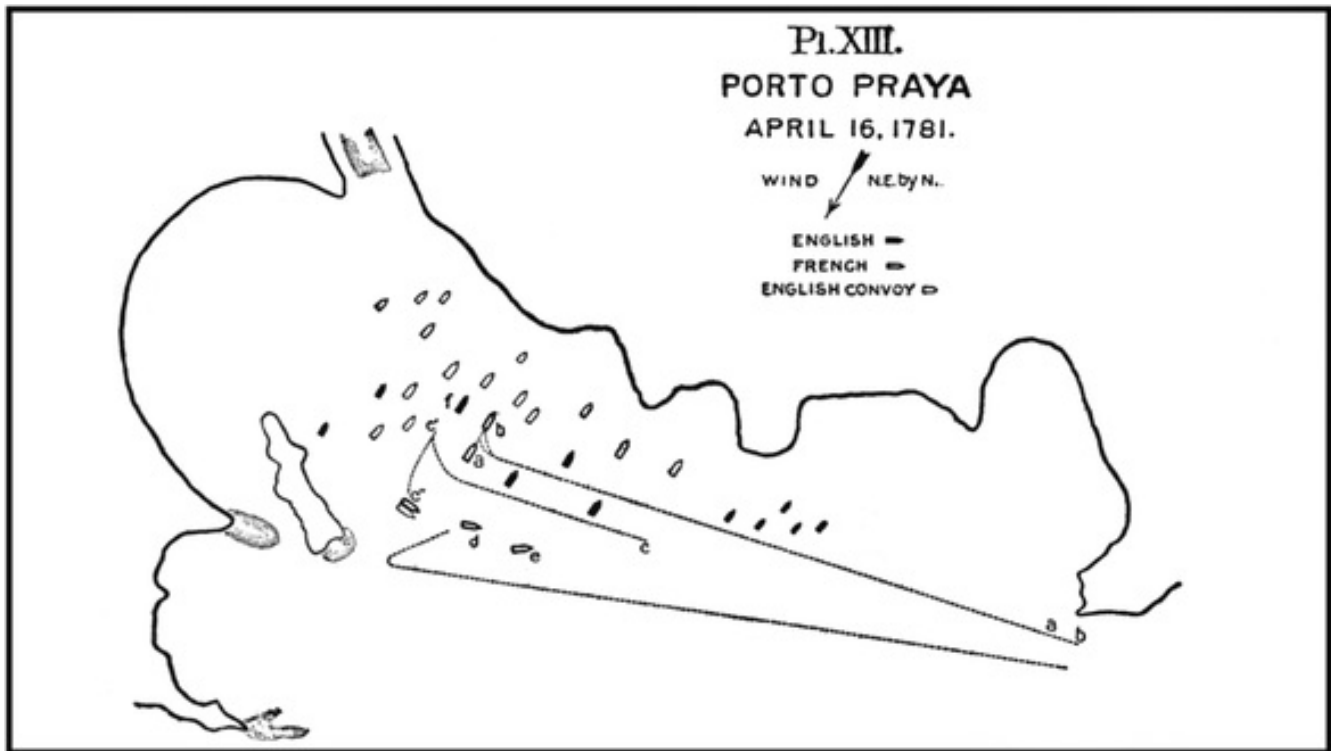 Pl. XIII.
PORTO PRAYA
APRIL 16, 1781.
WIND N.E. by N.
ENGLISH
FRENCH
ENGLISH CONVOY
f
c'
b
a
c'
d
e
c
a
b